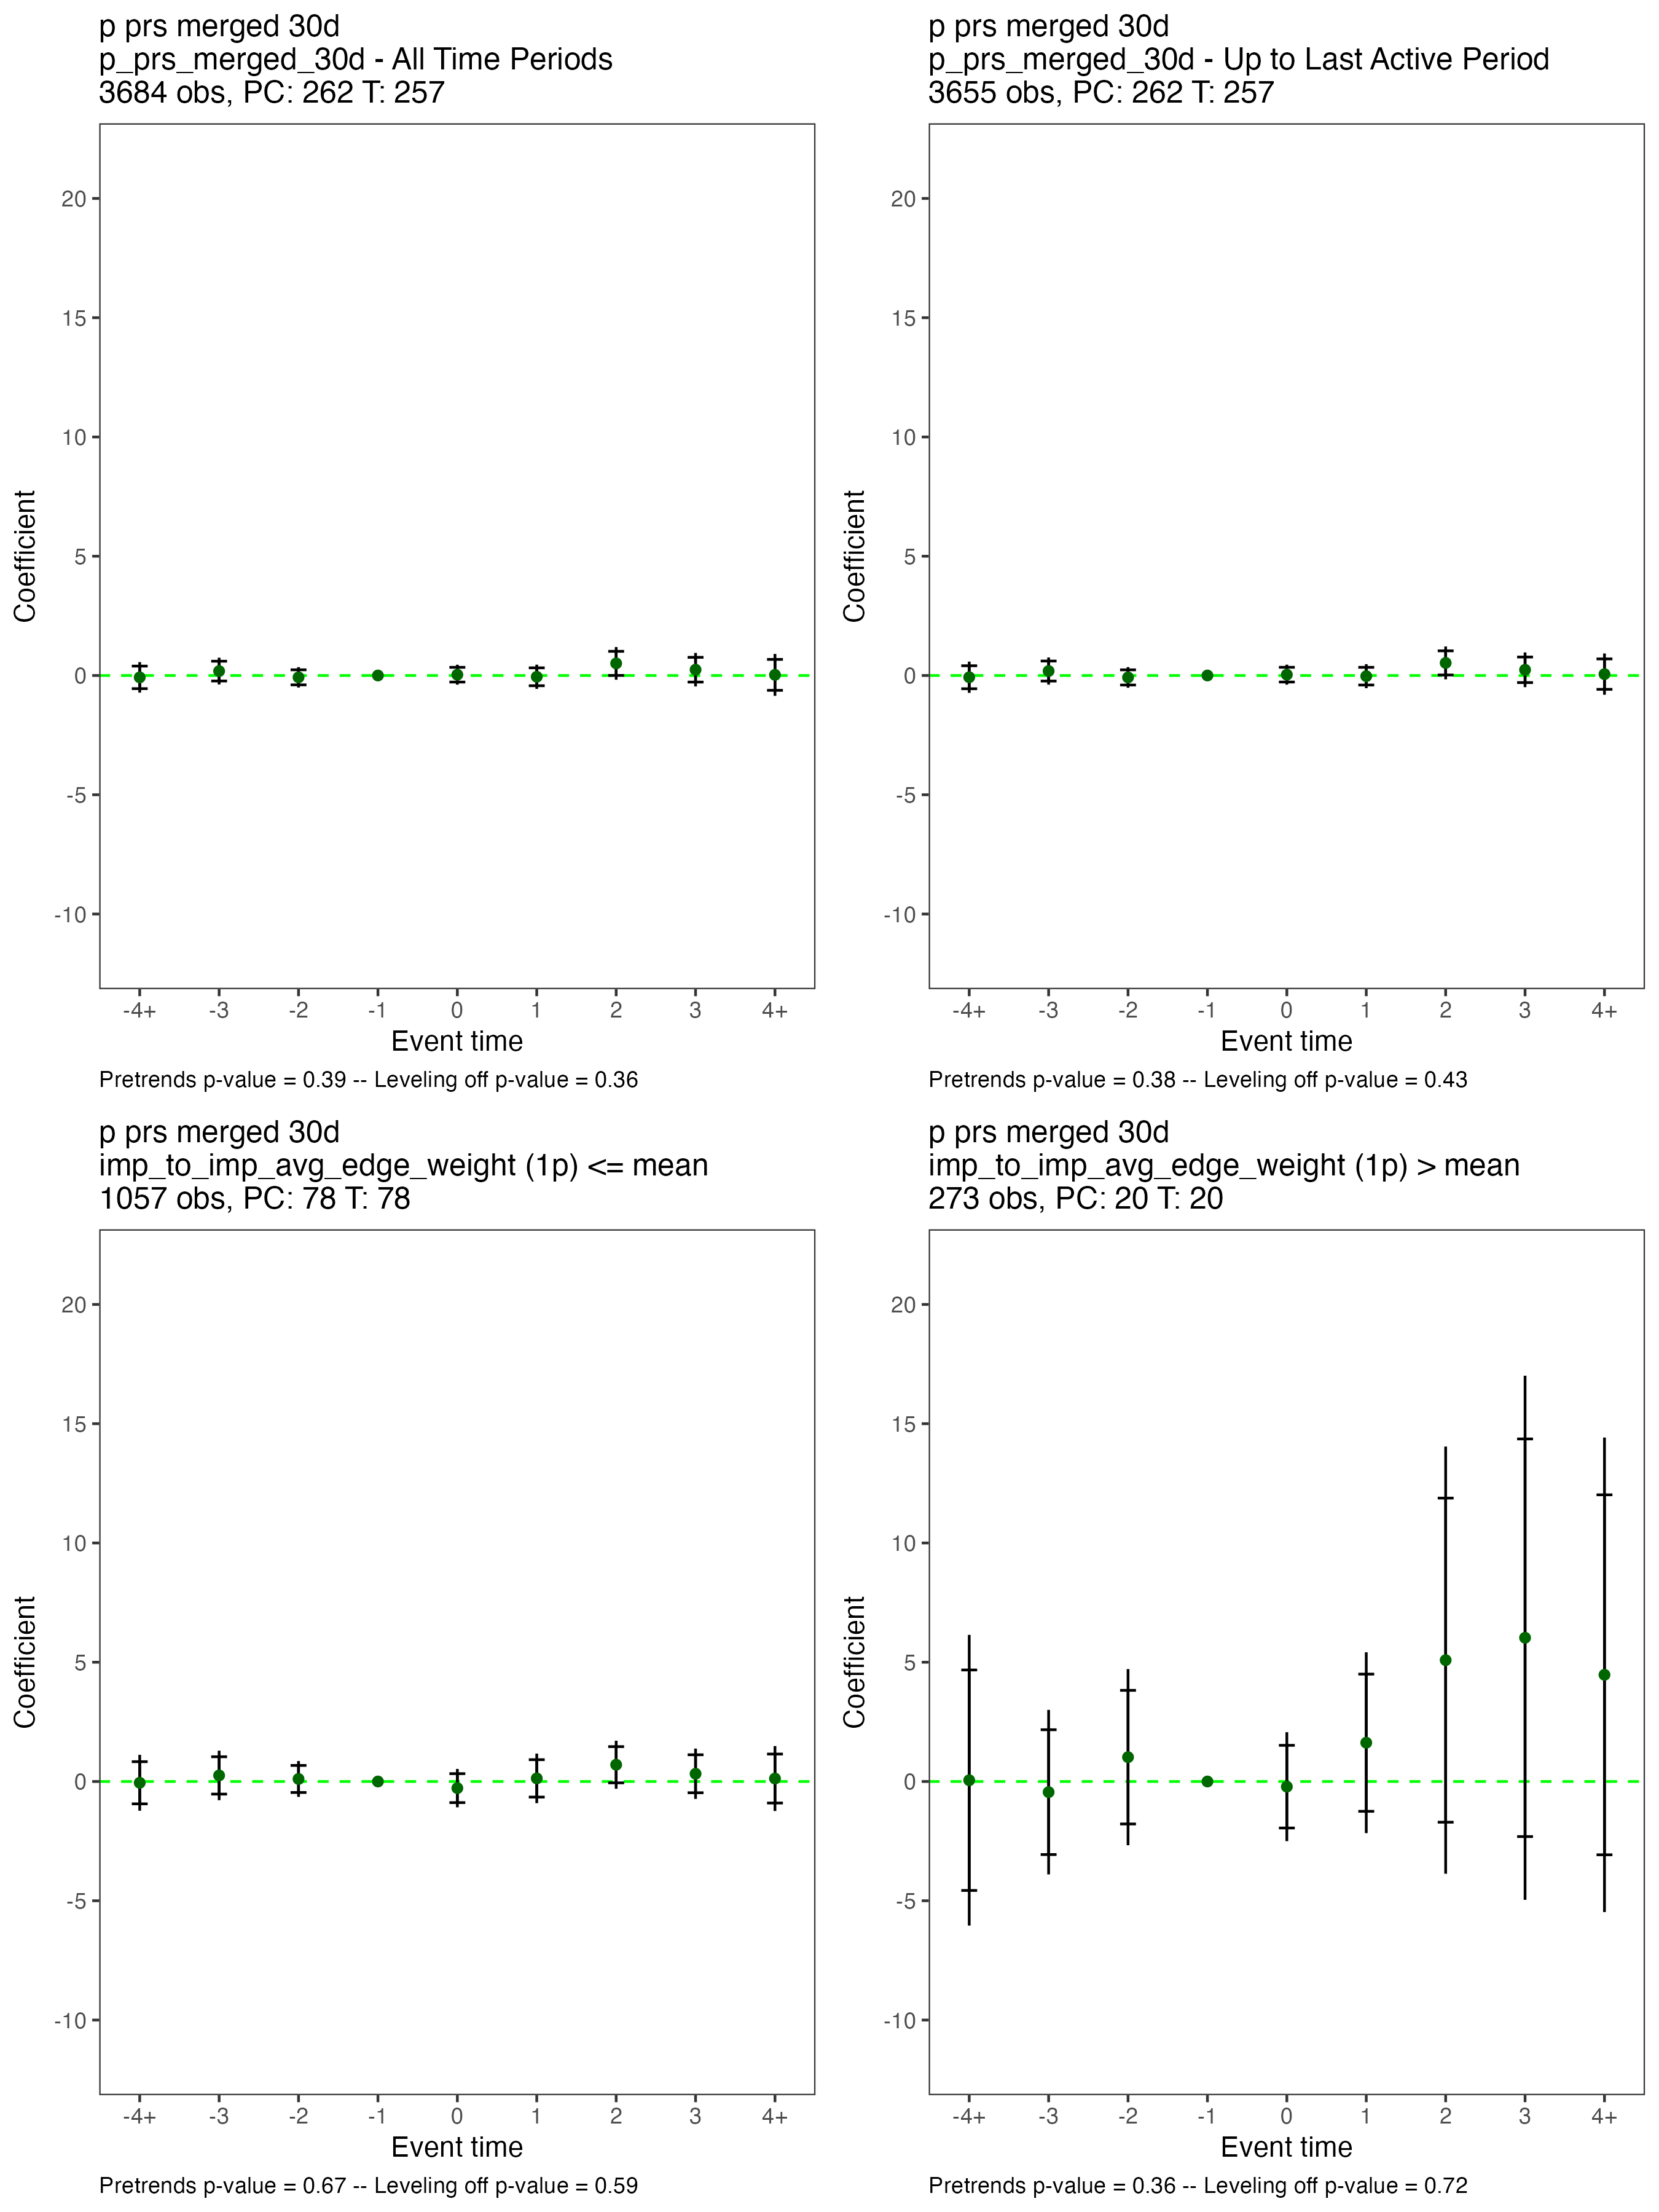 p prs merged 30d
p_prs_merged_30d - All Time Periods
3684 obs, PC: 262 T: 257
Coefficient
20
15
10
5
0
-5
-10
-4+ -3 -2 -1 0 1 2 3 4+
Event time
Pretrends p-value = 0.39 -- Leveling off p-value = 0.36
p prs merged 30d
p_prs_merged_30d - Up to Last Active Period
3655 obs, PC: 262 T: 257
Coefficient
20
15
10
5
0
-5
-10
-4+ -3 -2 -1 0 1 2 3 4+
Event time
Pretrends p-value = 0.38 -- Leveling off p-value = 0.43
p prs merged 30d
imp_to_imp_avg_edge_weight (1p) <= mean
1057 obs, PC: 78 T: 78
Coefficient
20
15
10
5
0
-5
-10
-4+ -3 -2 -1 0 1 2 3 4+
Event time
Pretrends p-value = 0.67 -- Leveling off p-value = 0.59
p prs merged 30d
imp_to_imp_avg_edge_weight (1p) > mean
273 obs, PC: 20 T: 20
Coefficient
20
15
10
5
0
-5
-10
-4+ -3 -2 -1 0 1 2 3 4+
Event time
Pretrends p-value = 0.36 -- Leveling off p-value = 0.72